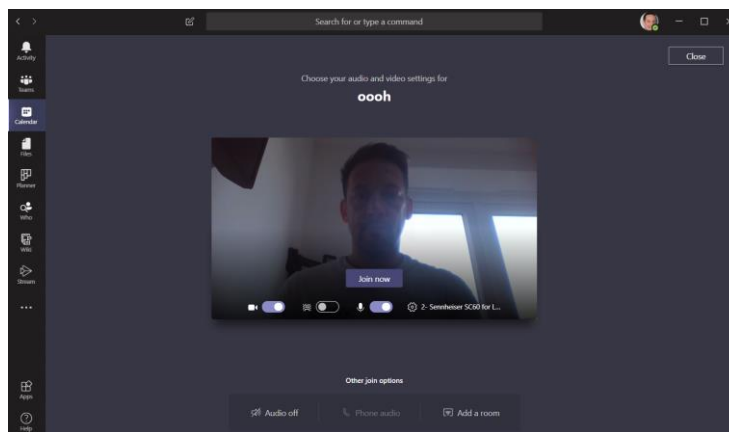 Search for or type a command
Activity
Teams
Calendar
Files
Planner
Who
Wiki
Stream
Apps
Help
Close
Choose your audio and video settings for
oooh
Join now
2- Sennheiser SC60 for L...
Other join options
Audio off
Phone audio
Add a room